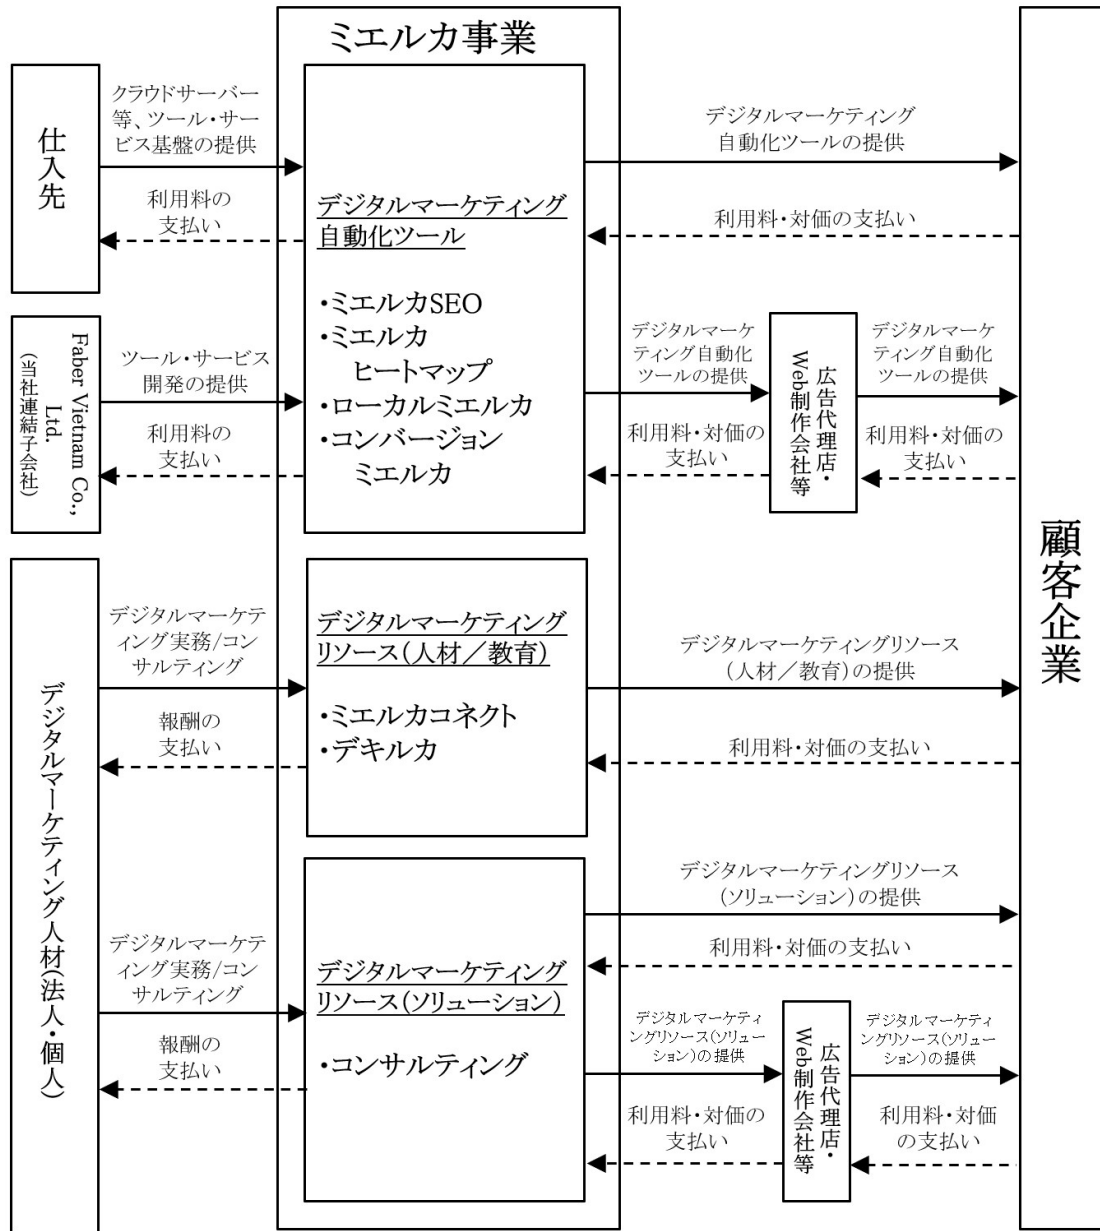 ミエルカ事業
仕入先
クラウドサーバー
等、ツール・サー
ビス基盤の提供
利用料の
支払い
デジタルマーケティング
自動化ツール
・ミエルカSEO
・ミエルカ
ヒートマップ
・ローカルミエルカ
・コンバージョン
ミエルカ
デジタルマーケティング
自動化ツールの提供
利用料・対価の支払い
Faber Vietnam Co.,
Ltd.
(当社連結子会社)
ツール・サービス
開発の提供
利用料の
支払い
デジタルマーケ
ティング自動化
ツールの提供
利用料・対価の
支払い
広告代理店・
Web制作会社等
デジタルマーケ
ティング自動化
ツールの提供
利用料・対価の
支払い
顧客企業
デジタルマーケティング人材(法人・個人)
デジタルマーケテ
ィング実務/コン
サルティング
報酬の
支払い
デジタルマーケティング
リソース(人材／教育)
・ミエルカコネクト
・デキルカ
デジタルマーケティングリソース
(人材／教育)の提供
利用料・対価の支払い
デジタルマーケテ
ィング実務/コン
サルティング
報酬の
支払い
デジタルマーケティング
リソース(ソリューション)
・コンサルティング
デジタルマーケティングリソース
(ソリューション)の提供
利用料・対価の支払い
デジタルマーケティ
ングリソース(ソリュー
ション)の提供
利用料・対価の
支払い
広告代理店・
Web制作会社等
デジタルマーケティ
ングリソース(ソリュー
ション)の提供
利用料・対価
の支払い